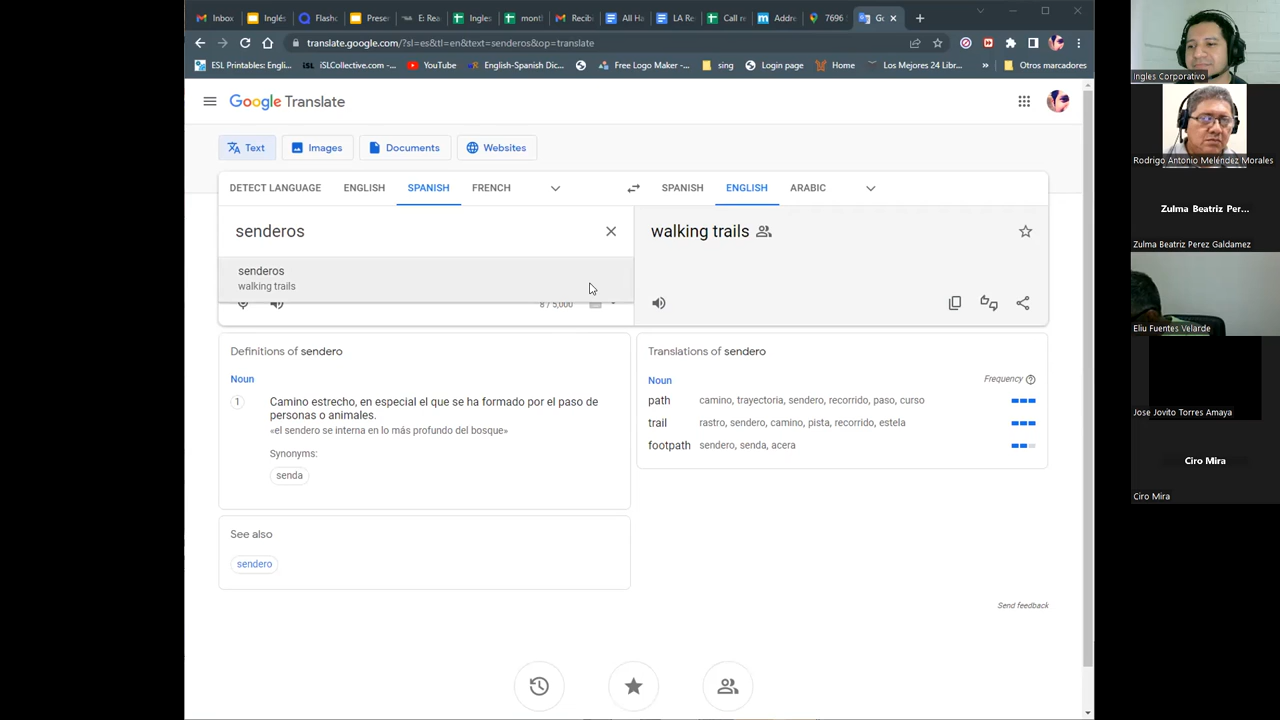 Inbox
Inglés
Flashc
Preser
E: Rea
Ingles
mont
Recib
All Ha
LA Re
Call re
Addre
7696
Go
translate.google.com/?sl=es&tl=en&text=senderos&op=translate
ESL Printables: Engli...
iSLCollective.com -...
YouTube
English-Spanish Dic...
Free Logo Maker -...
sing
Login page
Home
Los Mejores 24 Libr...
»
Otros marcadores
Google Translate
Text
Images
Documents
Websites
DETECT LANGUAGE
ENGLISH
SPANISH
FRENCH
SPANISH
ENGLISH
ARABIC
senderos
walking trails
senderos
walking trails
8 / 5,000
Definitions of sendero
Noun
1
Camino estrecho, en especial el que se ha formado por el paso de
personas o animales.
«el sendero se interna en lo más profundo del bosque»
Synonyms:
senda
See also
sendero
Translations of sendero
Noun
Frequency
path camino, trayectoria, sendero, recorrido, paso, curso
trail rastro, sendero, camino, pista, recorrido, estela
footpath sendero, senda, acera
Send feedback
Ingles Corporativo
Rodrigo Antonio Meléndez Morales
Zulma Beatriz Per...
Zulma Beatriz Perez Galdamez
Eliu Fuentes Velarde
Jose Jovito Torres Amaya
Ciro Mira
Ciro Mira